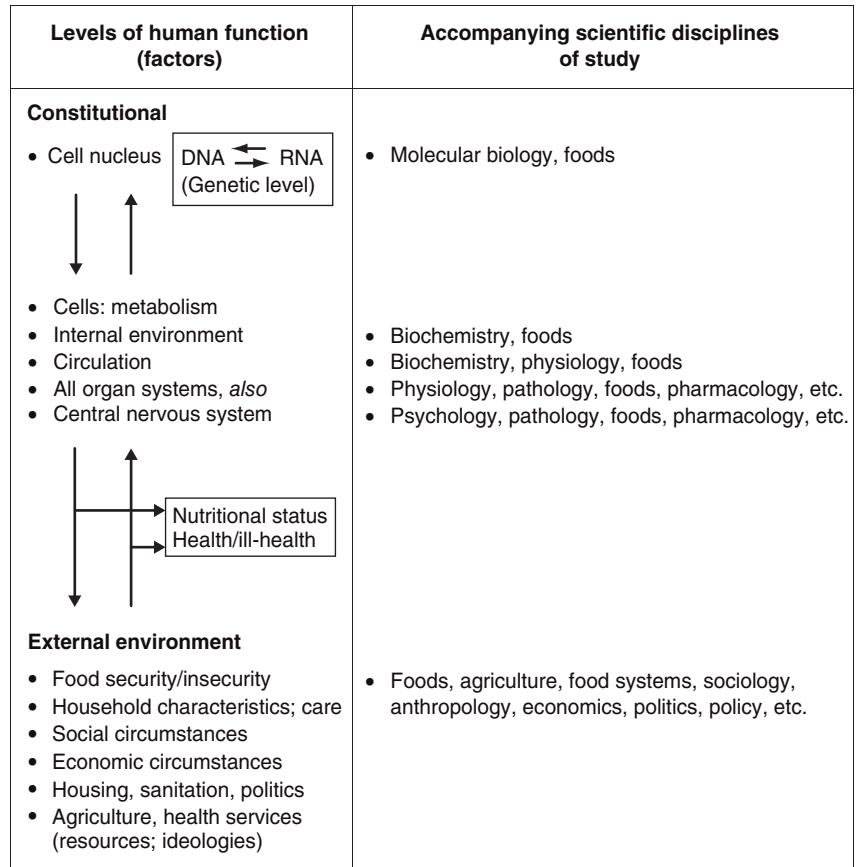 Levels of human function
(factors)
Accompanying scientific disciplines
of study
Constitutional
• Cell nucleus
DNA ⇄ RNA
(Genetic level)
• Molecular biology, foods
• Cells: metabolism
• Internal environment
• Circulation
• All organ systems, also
• Central nervous system
• Biochemistry, foods
• Biochemistry, physiology, foods
• Physiology, pathology, foods, pharmacology, etc.
• Psychology, pathology, foods, pharmacology, etc.
Nutritional status
Health/ill-health
External environment
• Food security/insecurity
• Household characteristics; care
• Social circumstances
• Economic circumstances
• Housing, sanitation, politics
• Agriculture, health services
(resources; ideologies)
• Foods, agriculture, food systems, sociology,
anthropology, economics, politics, policy, etc.